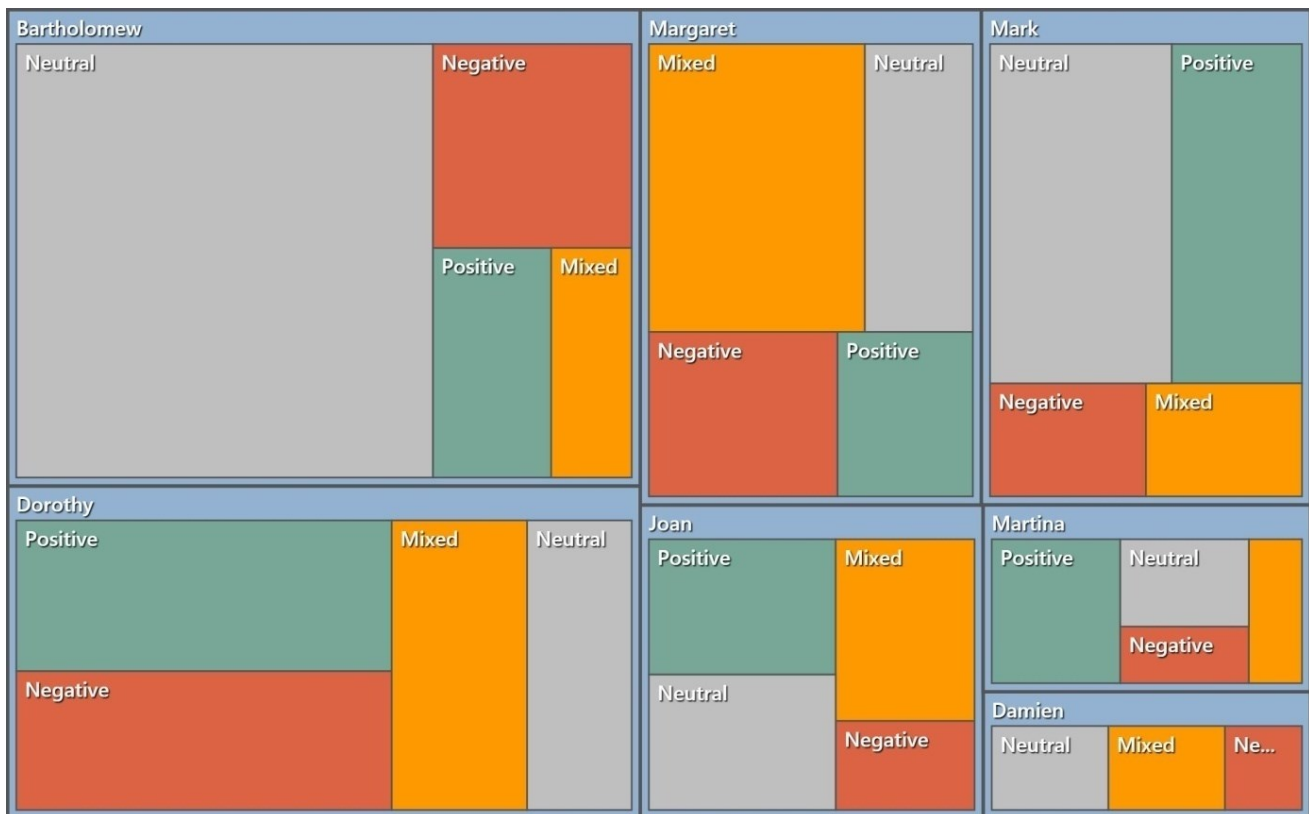 Bartholomew
Neutral
Negative
Positive
Mixed
Margaret
Mixed
Neutral
Negative
Positive
Mark
Neutral
Positive
Negative
Mixed
Dorothy
Positive
Negative
Mixed
Neutral
Joan
Positive
Neutral
Mixed
Negative
Martina
Positive
Neutral
Negative
Damien
Neutral
Mixed
Ne...